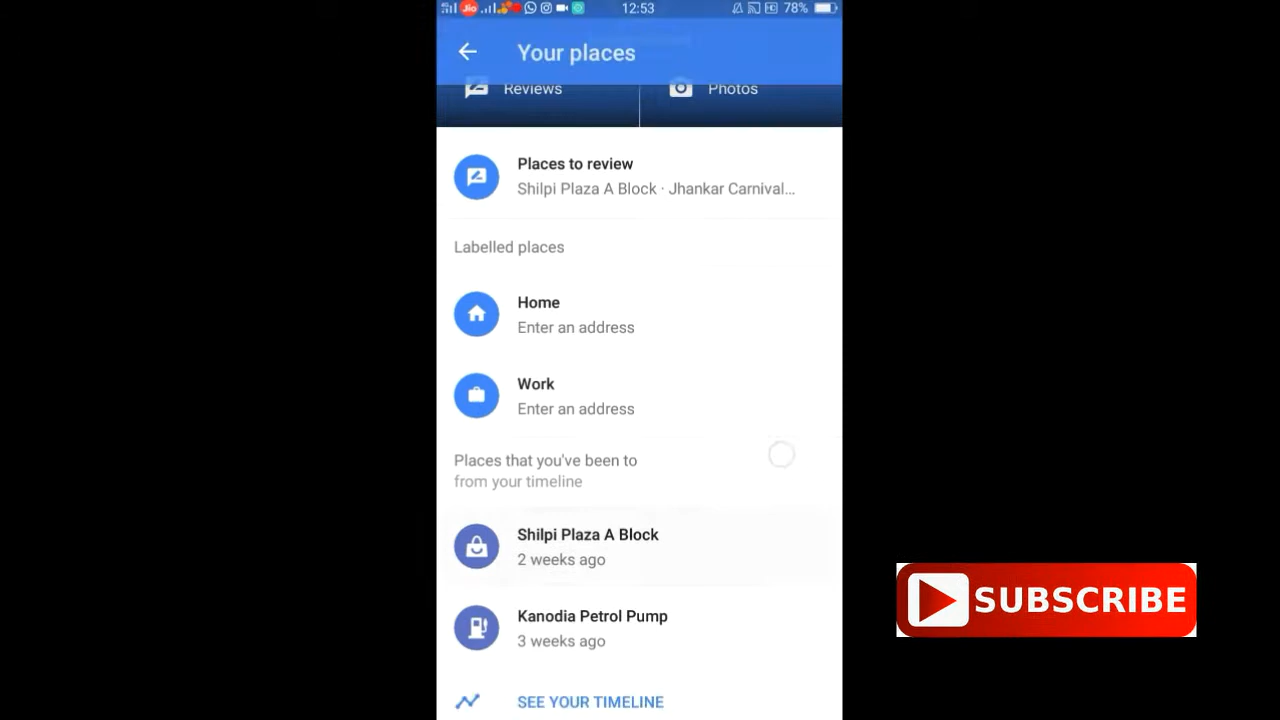 Jio 12:53 78%
Your places
Reviews Photos
Places to review
Shilpi Plaza A Block · Jhankar Carnival...
Labelled places
Home
Enter an address
Work
Enter an address
Places that you've been to
from your timeline
Shilpi Plaza A Block
2 weeks ago
Kanodia Petrol Pump
3 weeks ago
SUBSCRIBE
SEE YOUR TIMELINE